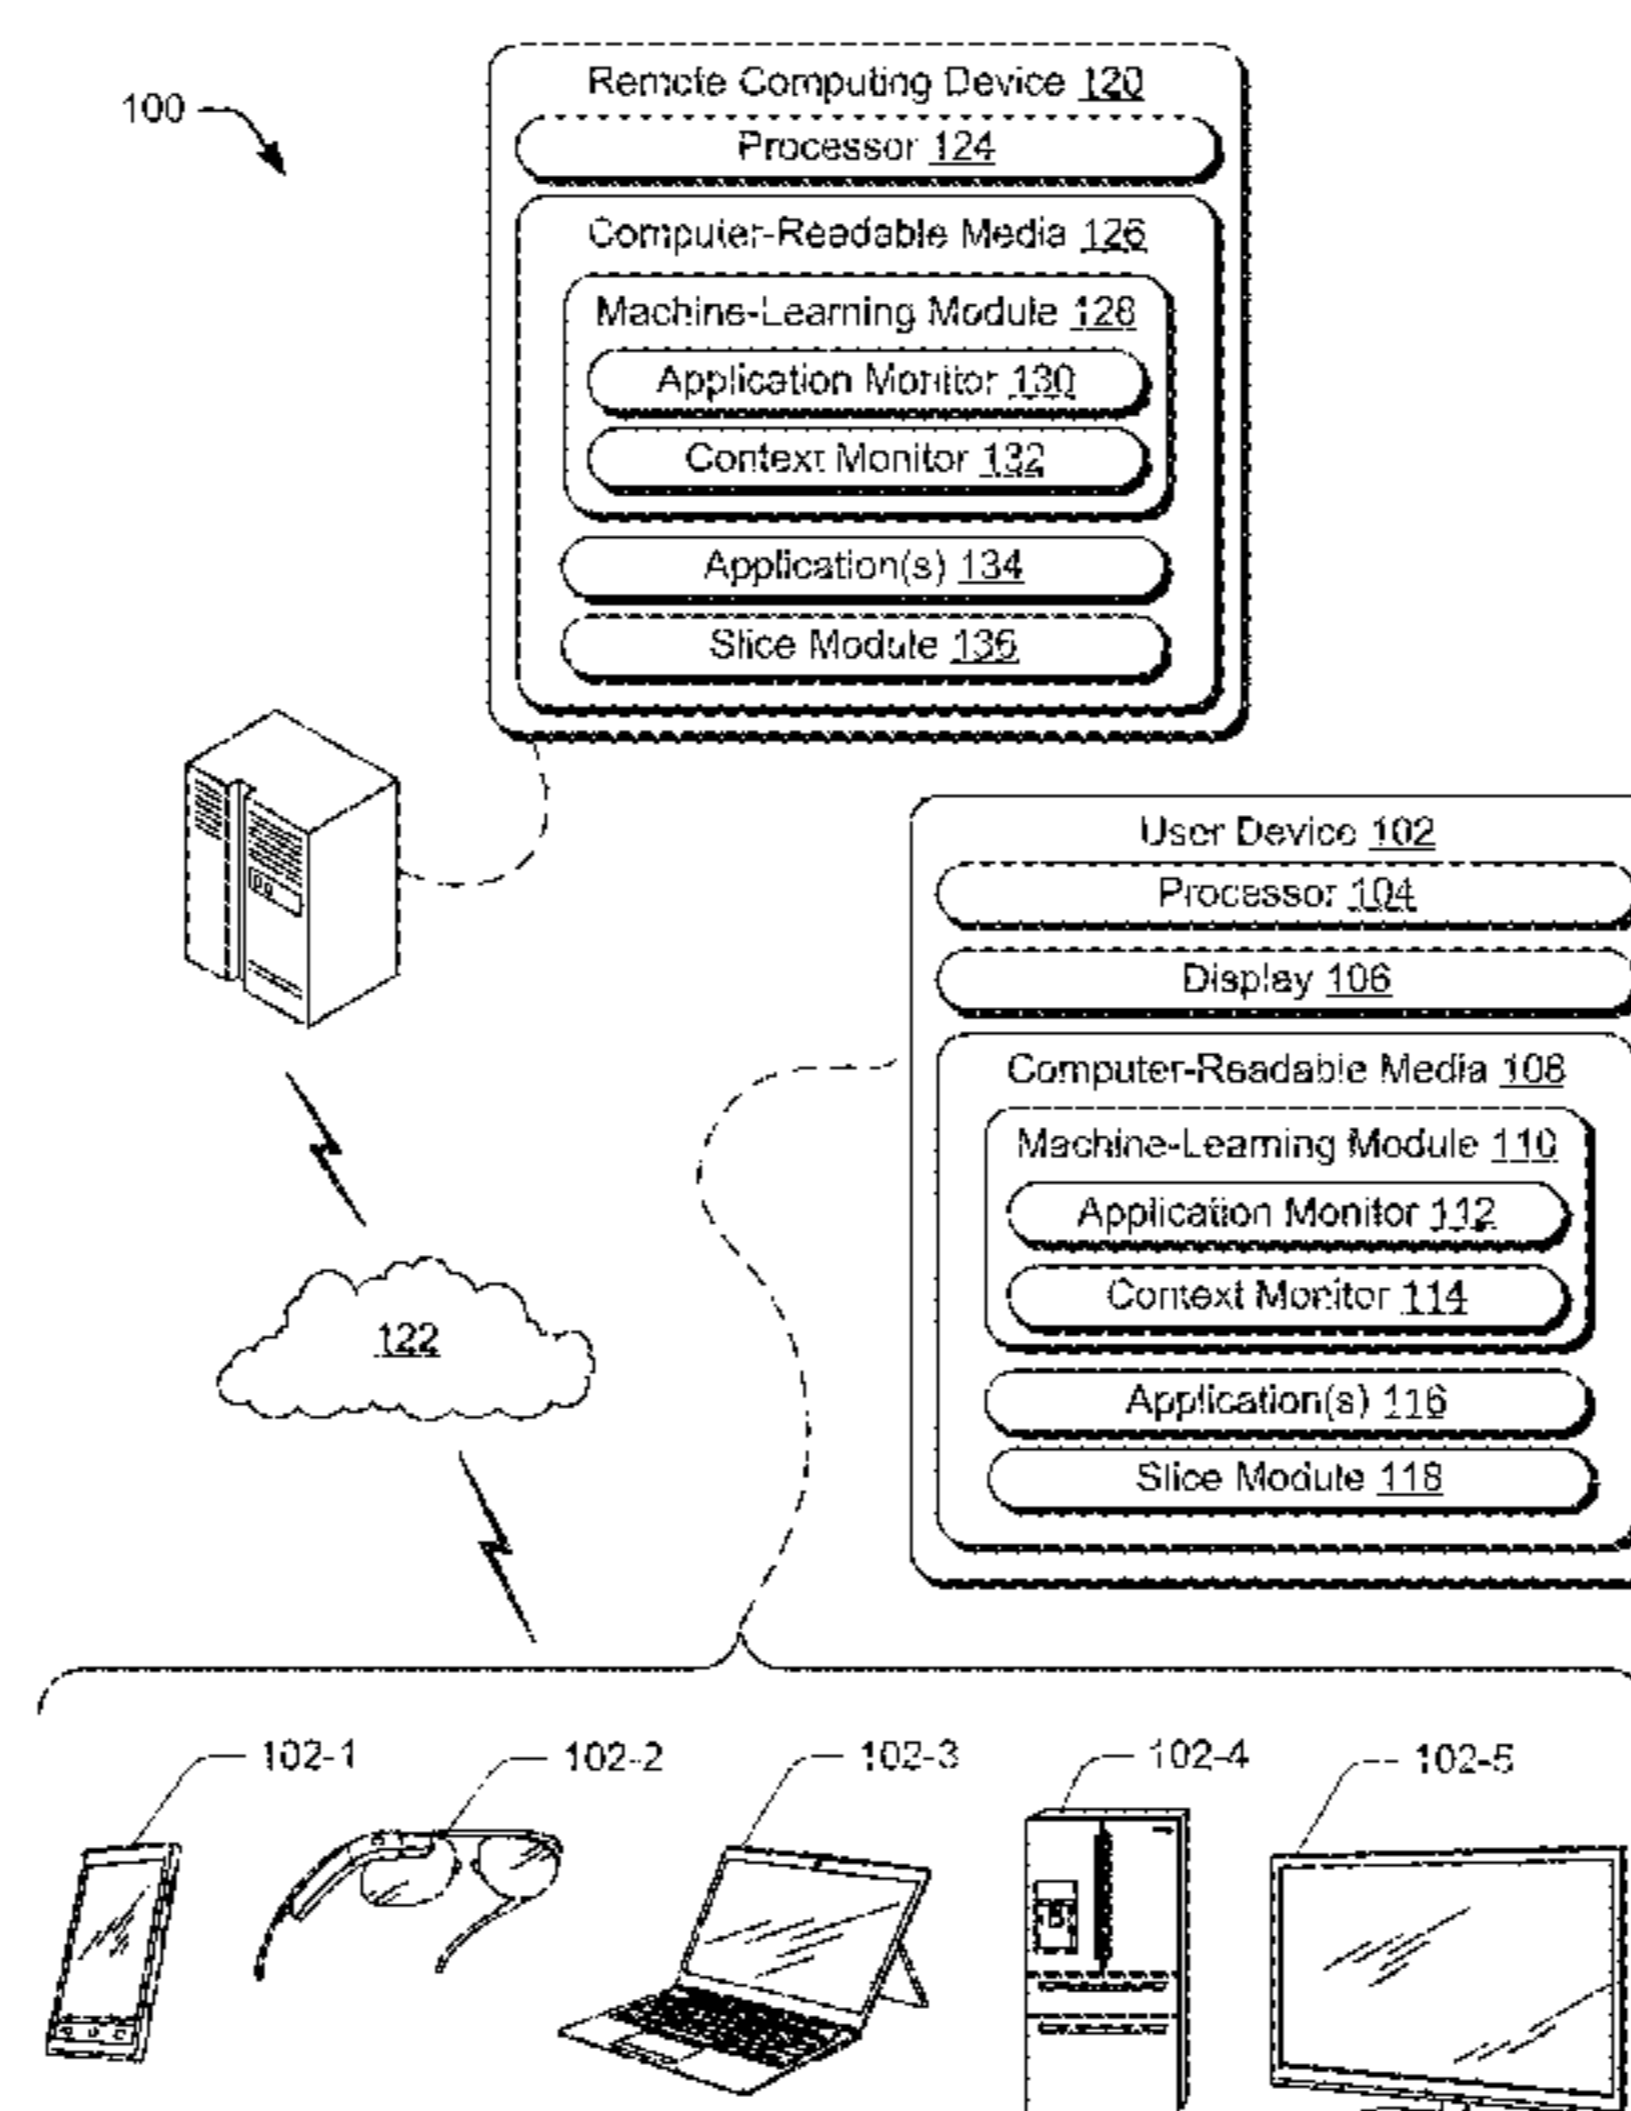 100
Remote Computing Device 120
Processor 124
Computer-Readable Media 126
Machine-Learning Module 128
Application Monitor 130
Context Monitor 132
Application(s) 134
Slice Module 136
User Device 102
Processor 104
Display 106
Computer-Readable Media 108
Machine-Learning Module 110
Application Monitor 112
Context Monitor 114
Application(s) 116
Slice Module 118
122
102-1 102-2 102-3 102-4 102-5